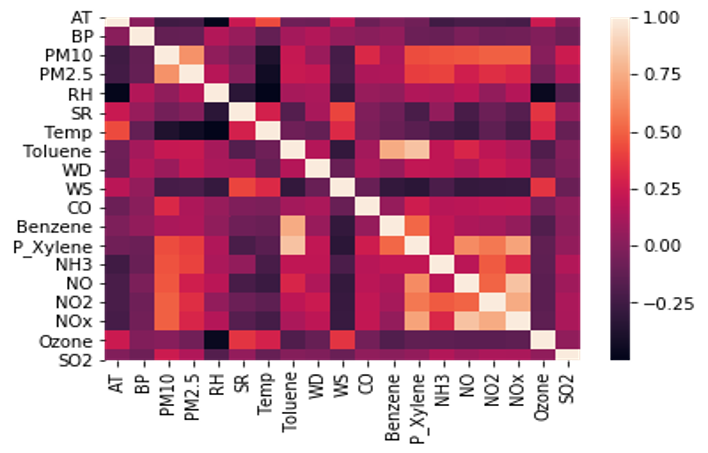 AT
BP
PM10
PM2.5
RH
SR
Temp
Toluene
WD
WS
CO
Benzene
P_Xylene
NH3
NO
NO2
NOx
Ozone
SO2
AT
BP
PM10
PM2.5
RH
SR
Temp
Toluene
WD
WS
CO
Benzene
P_Xylene
NH3
NO
NO2
NOx
Ozone
SO2
1.00
0.75
0.50
0.25
0.00
−0.25